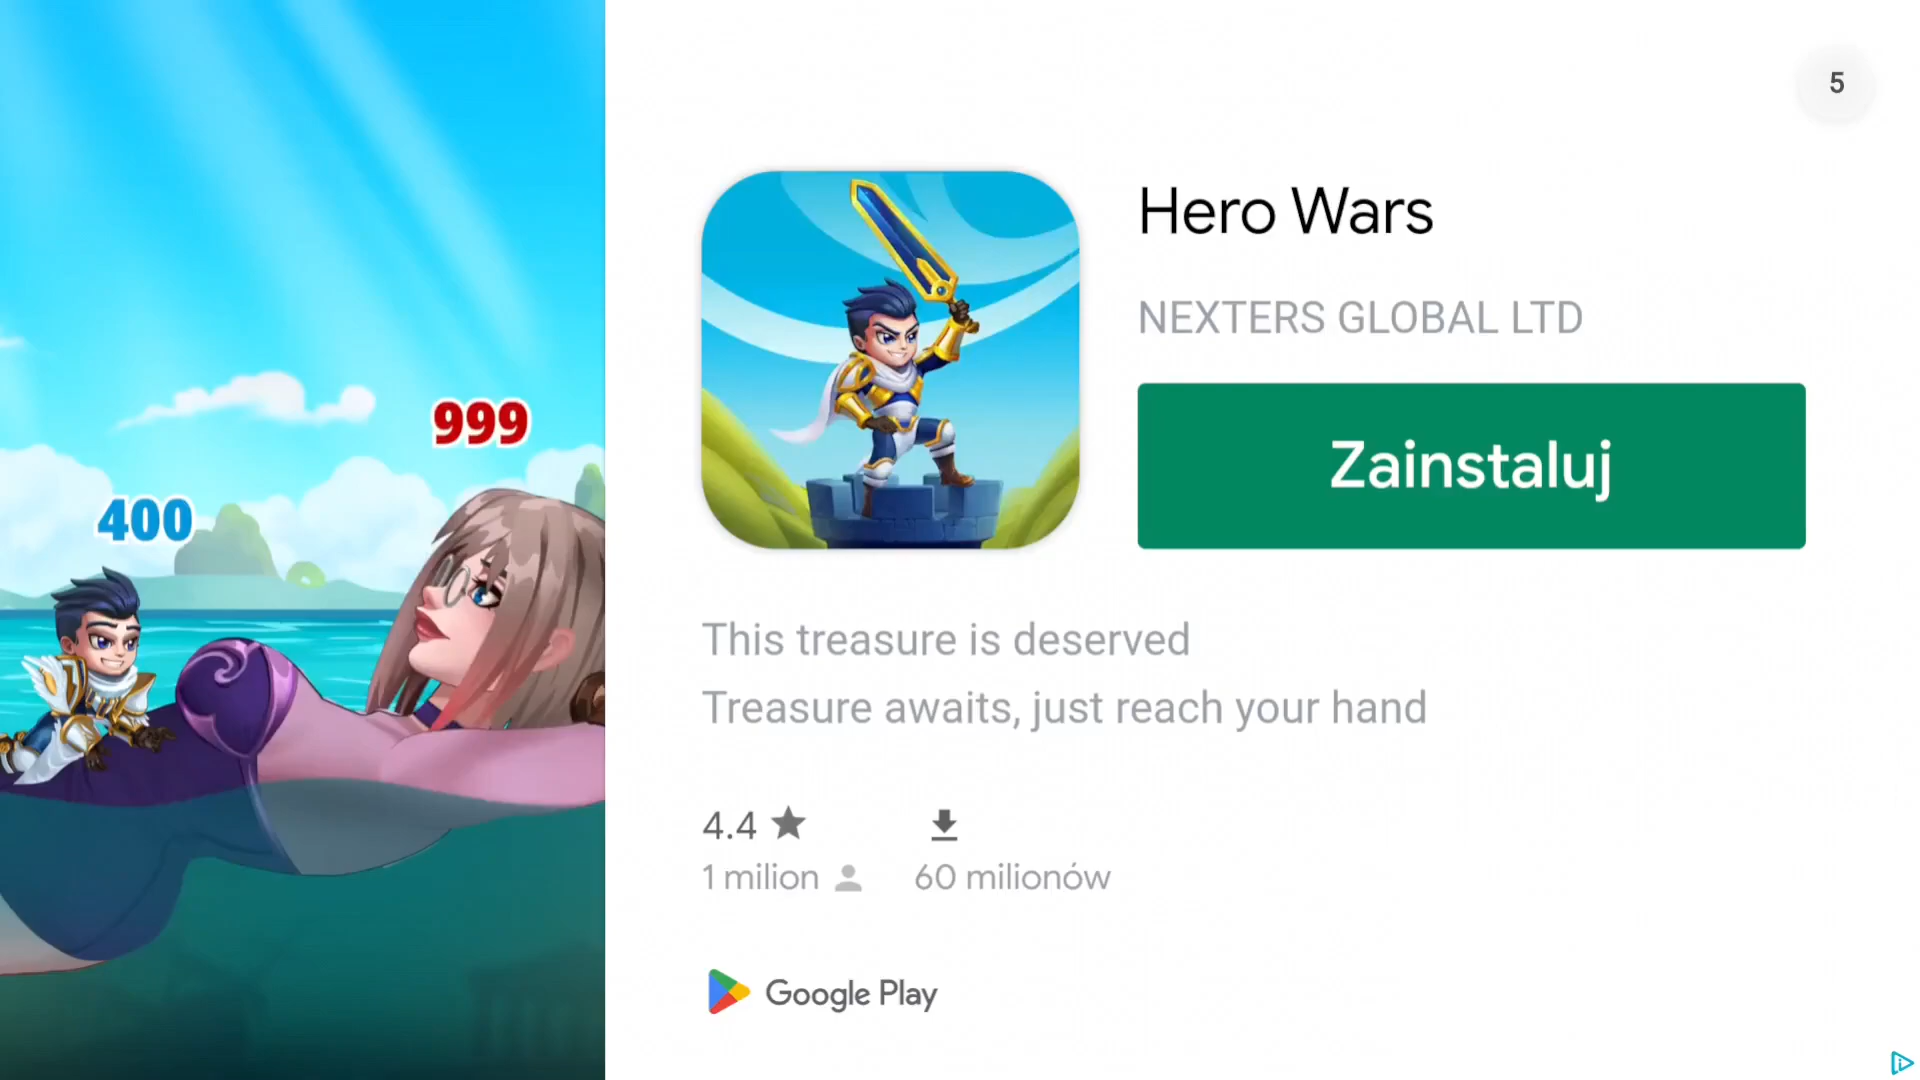 5
Hero Wars
NEXTERS GLOBAL LTD
Zainstaluj
999
400
This treasure is deserved
Treasure awaits, just reach your hand
4.4
1 milion
60 milionów
Google Play